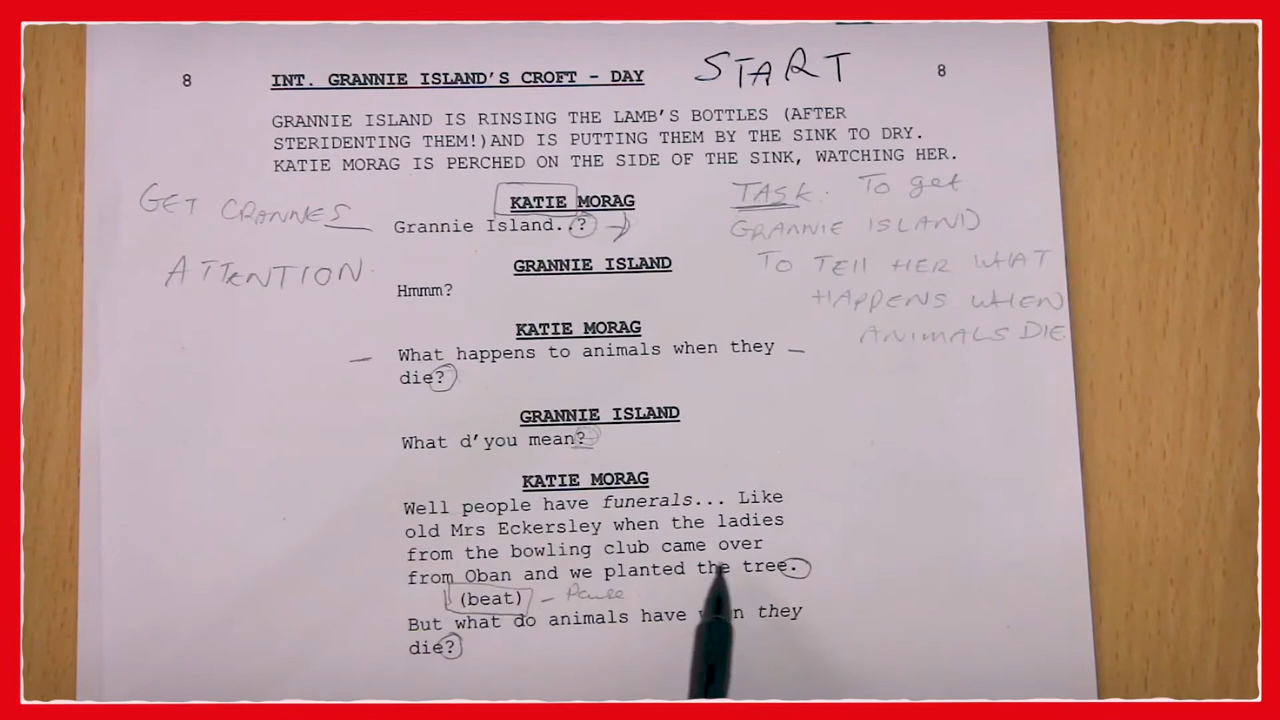 8 INT. GRANNIE ISLAND'S CROFT - DAY START 8
GRANNIE ISLAND IS RINSING THE LAMB'S BOTTLES (AFTER
STERIDENTING THEM!)AND IS PUTTING THEM BY THE SINK TO DRY.
KATIE MORAG IS PERCHED ON THE SIDE OF THE SINK, WATCHING HER.
GET GRANNIES
ATTENTION
TASK: To get
GRANNIE ISLAND
TO TELL HER WHAT
HAPPENS WHEN
ANIMALS DIE
KATIE MORAG
Grannie Island..?
GRANNIE ISLAND
Hmmm?
KATIE MORAG
What happens to animals when they
die?
GRANNIE ISLAND
What d'you mean?
KATIE MORAG
Well people have funerals... Like
old Mrs Eckersley when the ladies
from the bowling club came over
from Oban and we planted the tree.
(beat) - Pause
But what do animals have when they
die?